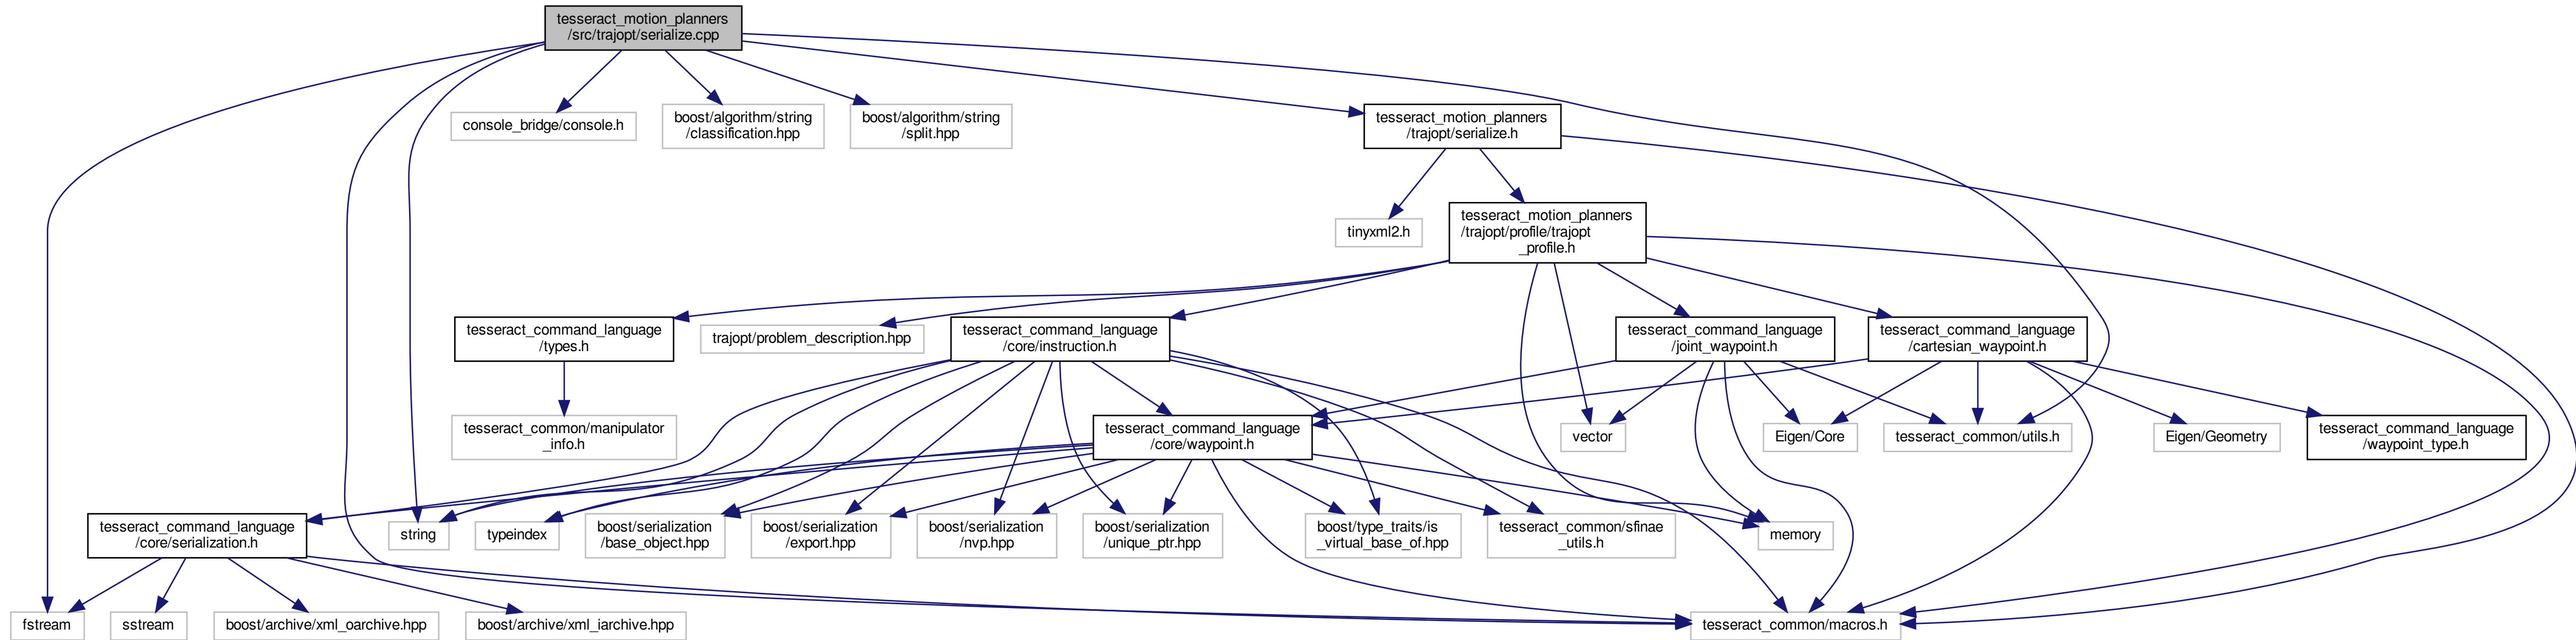 tesseract_motion_planners
/src/trajopt/serialize.cpp
console_bridge/console.h
boost/algorithm/string
/classification.hpp
boost/algorithm/string
/split.hpp
tesseract_motion_planners
/trajopt/serialize.h
tinyxml2.h
tesseract_motion_planners
/trajopt/profile/trajopt
_profile.h
tesseract_command_language
/types.h
trajopt/problem_description.hpp
tesseract_command_language
/core/instruction.h
tesseract_command_language
/joint_waypoint.h
tesseract_command_language
/cartesian_waypoint.h
tesseract_common/manipulator
_info.h
tesseract_command_language
/core/waypoint.h
vector
Eigen/Core
tesseract_common/utils.h
Eigen/Geometry
tesseract_command_language
/waypoint_type.h
tesseract_command_language
/core/serialization.h
string
typeindex
boost/serialization
/base_object.hpp
boost/serialization
/export.hpp
boost/serialization
/nvp.hpp
boost/serialization
/unique_ptr.hpp
boost/type_traits/is
_virtual_base_of.hpp
tesseract_common/sfinae
_utils.h
memory
fstream
sstream
boost/archive/xml_oarchive.hpp
boost/archive/xml_iarchive.hpp
tesseract_common/macros.h